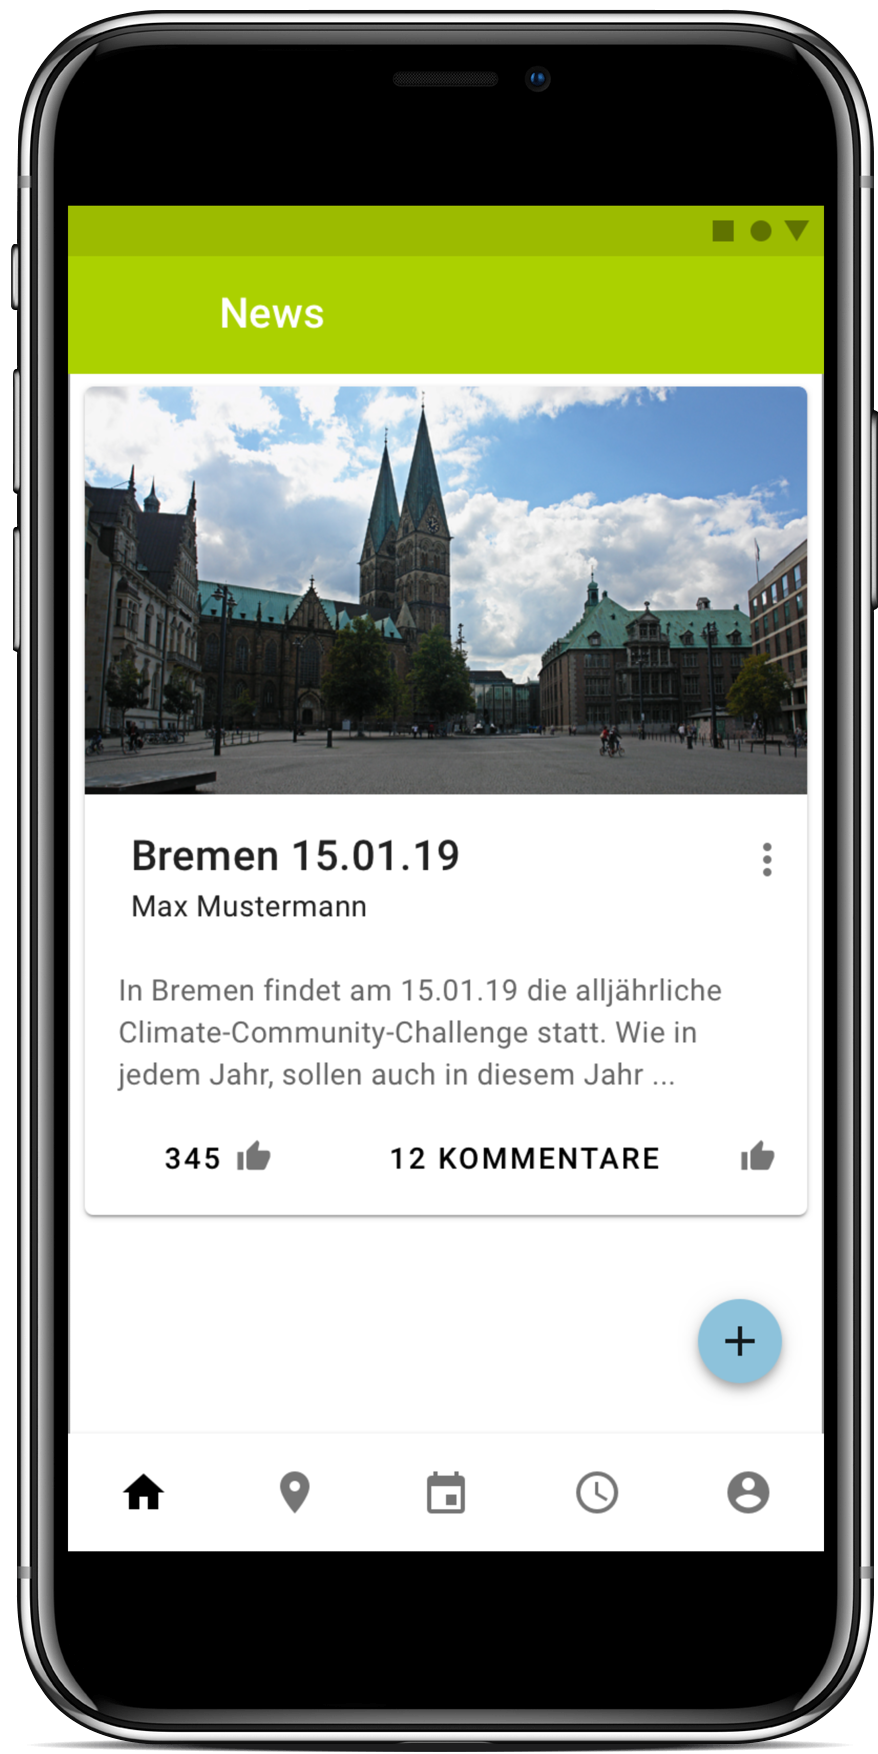 News
Bremen 15.01.19
Max Mustermann
In Bremen findet am 15.01.19 die alljährliche
Climate-Community-Challenge statt. Wie in
jedem Jahr, sollen auch in diesem Jahr ...
345
12 KOMMENTARE